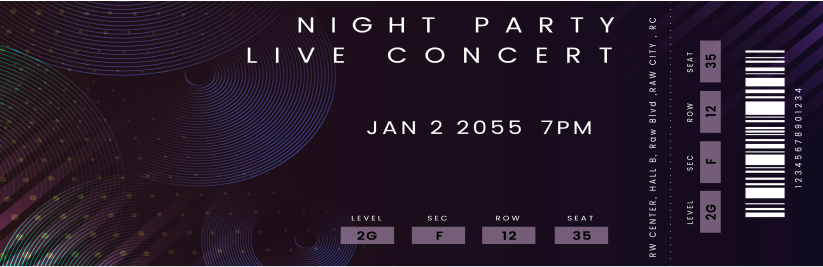 NIGHT PARTY
LIVE CONCERT
JAN 2 2055 7PM
LEVEL SEC ROW SEAT
2G F 12 35
RW CENTER, HALL B, Raw Blvd ,RAW CITY , RC
LEVEL SEC ROW SEAT
2G F 12 35
12345678901234